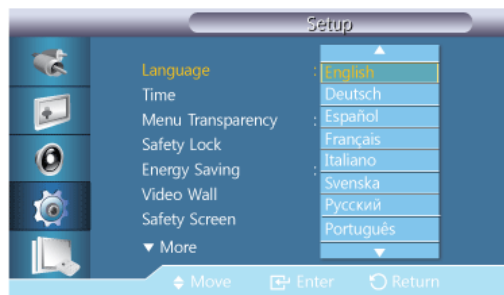 Setup
Language : English
Time Deutsch
Menu Transparency : Español
Safety Lock Français
Energy Saving : Italiano
Video Wall Svenska
Safety Screen Русский
▼ More Português
Move Enter Return